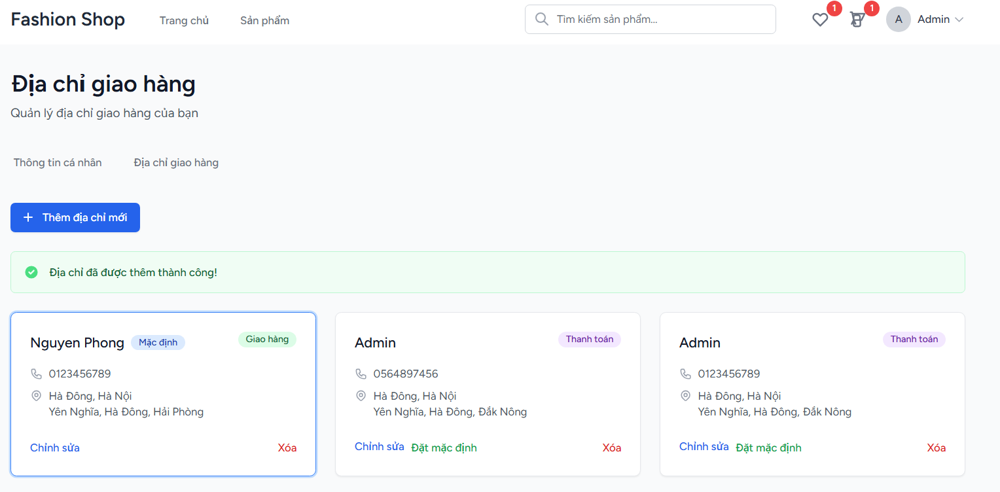 Fashion Shop
Trang chủ
Sản phẩm
Tìm kiếm sản phẩm...
1
1
A
Admin
Địa chỉ giao hàng
Quản lý địa chỉ giao hàng của bạn
Thông tin cá nhân
Địa chỉ giao hàng
Thêm địa chỉ mới
Địa chỉ đã được thêm thành công!
Nguyen Phong
Mặc định
Giao hàng
0123456789
Hà Đông, Hà Nội
Yên Nghĩa, Hà Đông, Hải Phòng
Chỉnh sửa
Xóa
Admin
Thanh toán
0564897456
Hà Đông, Hà Nội
Yên Nghĩa, Hà Đông, Đắk Nông
Chỉnh sửa
Đặt mặc định
Xóa
Admin
Thanh toán
0123456789
Hà Đông, Hà Nội
Yên Nghĩa, Hà Đông, Đắk Nông
Chỉnh sửa
Đặt mặc định
Xóa